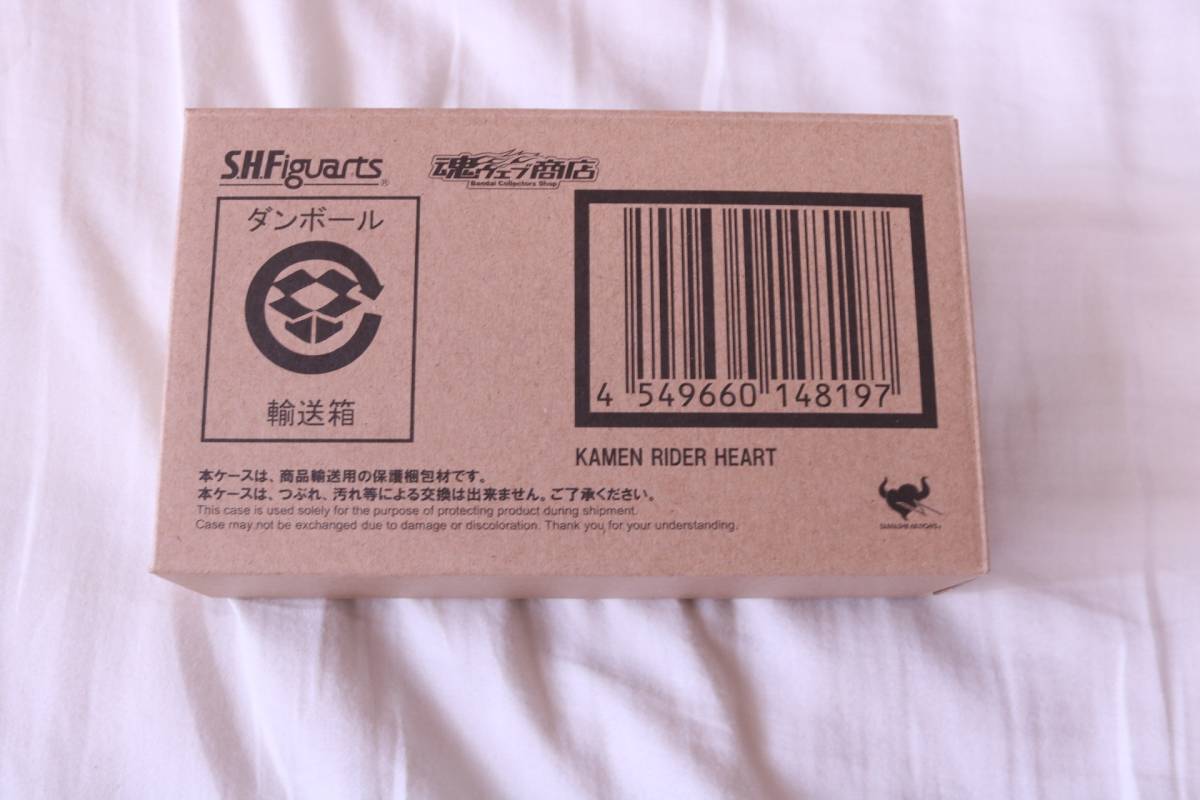 S.H.Figuarts®
魂ウェブ商店
Bandai Collectors Shop
ダンボール
輸送箱
4 549660 148197
KAMEN RIDER HEART
本ケースは、商品輸送用の保護梱包材です。
本ケースは、つぶれ、汚れ等による交換は出来ません。ご了承ください。
This case is used solely for the purpose of protecting product during shipment.
Case may not be exchanged due to damage or discoloration. Thank you for your understanding.
TAMASHII NATIONS